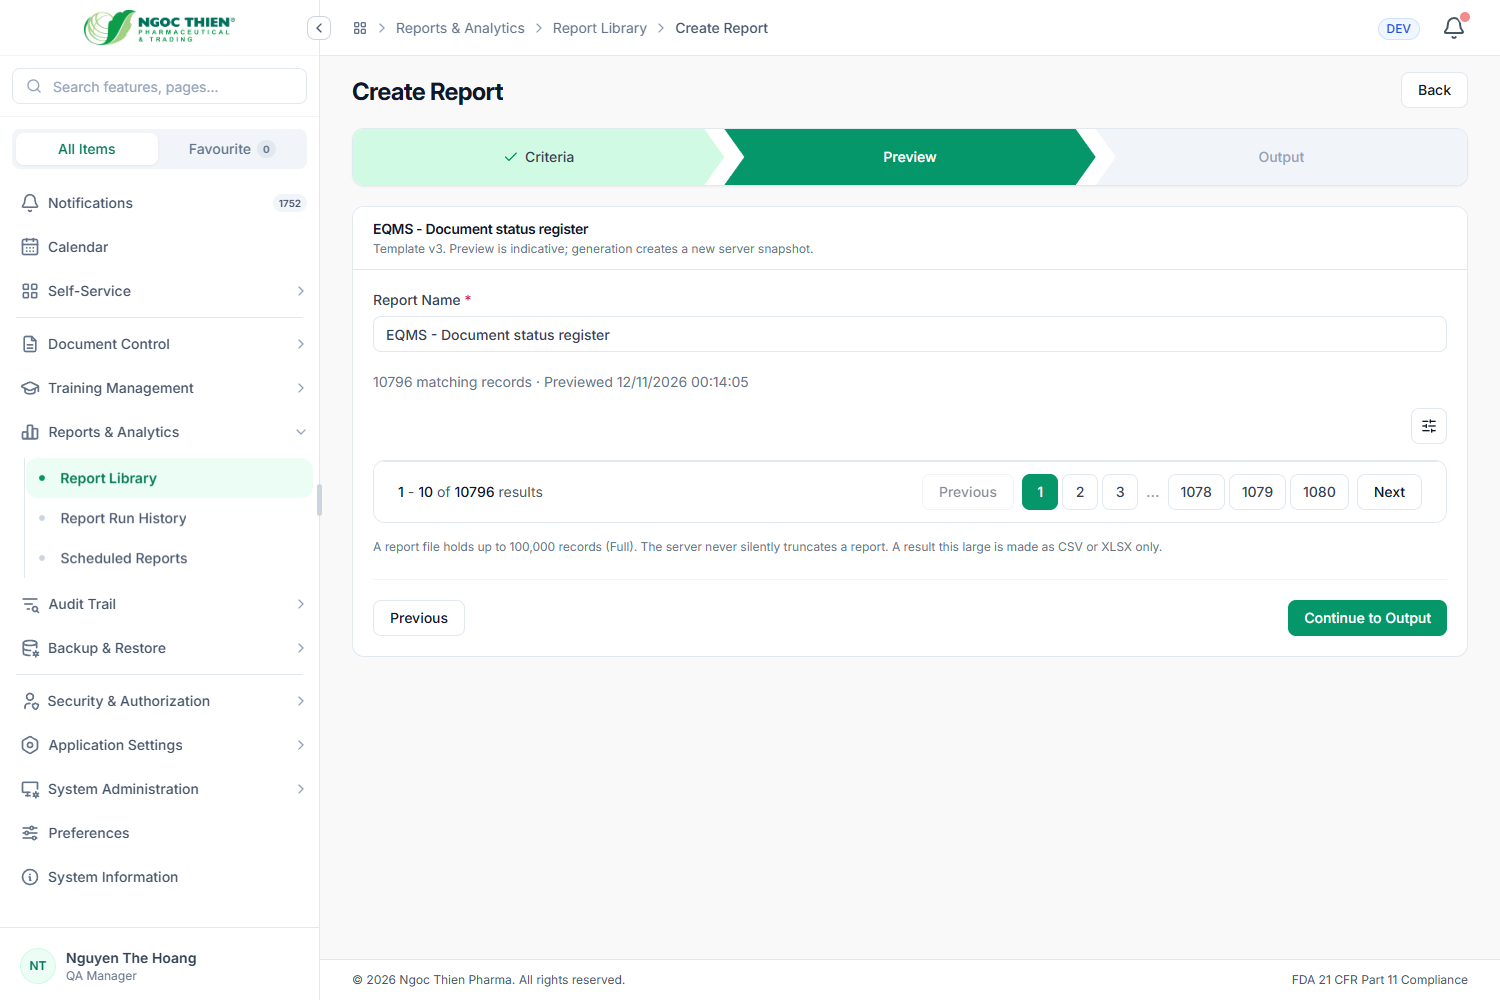 NGOC THIEN®
PHARMACEUTICAL
& TRADING
Reports & Analytics
Report Library
Create Report
DEV
Search features, pages...
All Items
Favourite 0
Notifications 1752
Calendar
Self-Service
Document Control
Training Management
Reports & Analytics
Report Library
Report Run History
Scheduled Reports
Audit Trail
Backup & Restore
Security & Authorization
Application Settings
System Administration
Preferences
System Information
NT
Nguyen The Hoang
QA Manager
Create Report
Back
Criteria
Preview
Output
EQMS - Document status register
Template v3. Preview is indicative; generation creates a new server snapshot.
Report Name *
EQMS - Document status register
10796 matching records · Previewed 12/11/2026 00:14:05
1 - 10 of 10796 results
Previous 1 2 3 ... 1078 1079 1080 Next
A report file holds up to 100,000 records (Full). The server never silently truncates a report. A result this large is made as CSV or XLSX only.
Previous
Continue to Output
© 2026 Ngoc Thien Pharma. All rights reserved.
FDA 21 CFR Part 11 Compliance